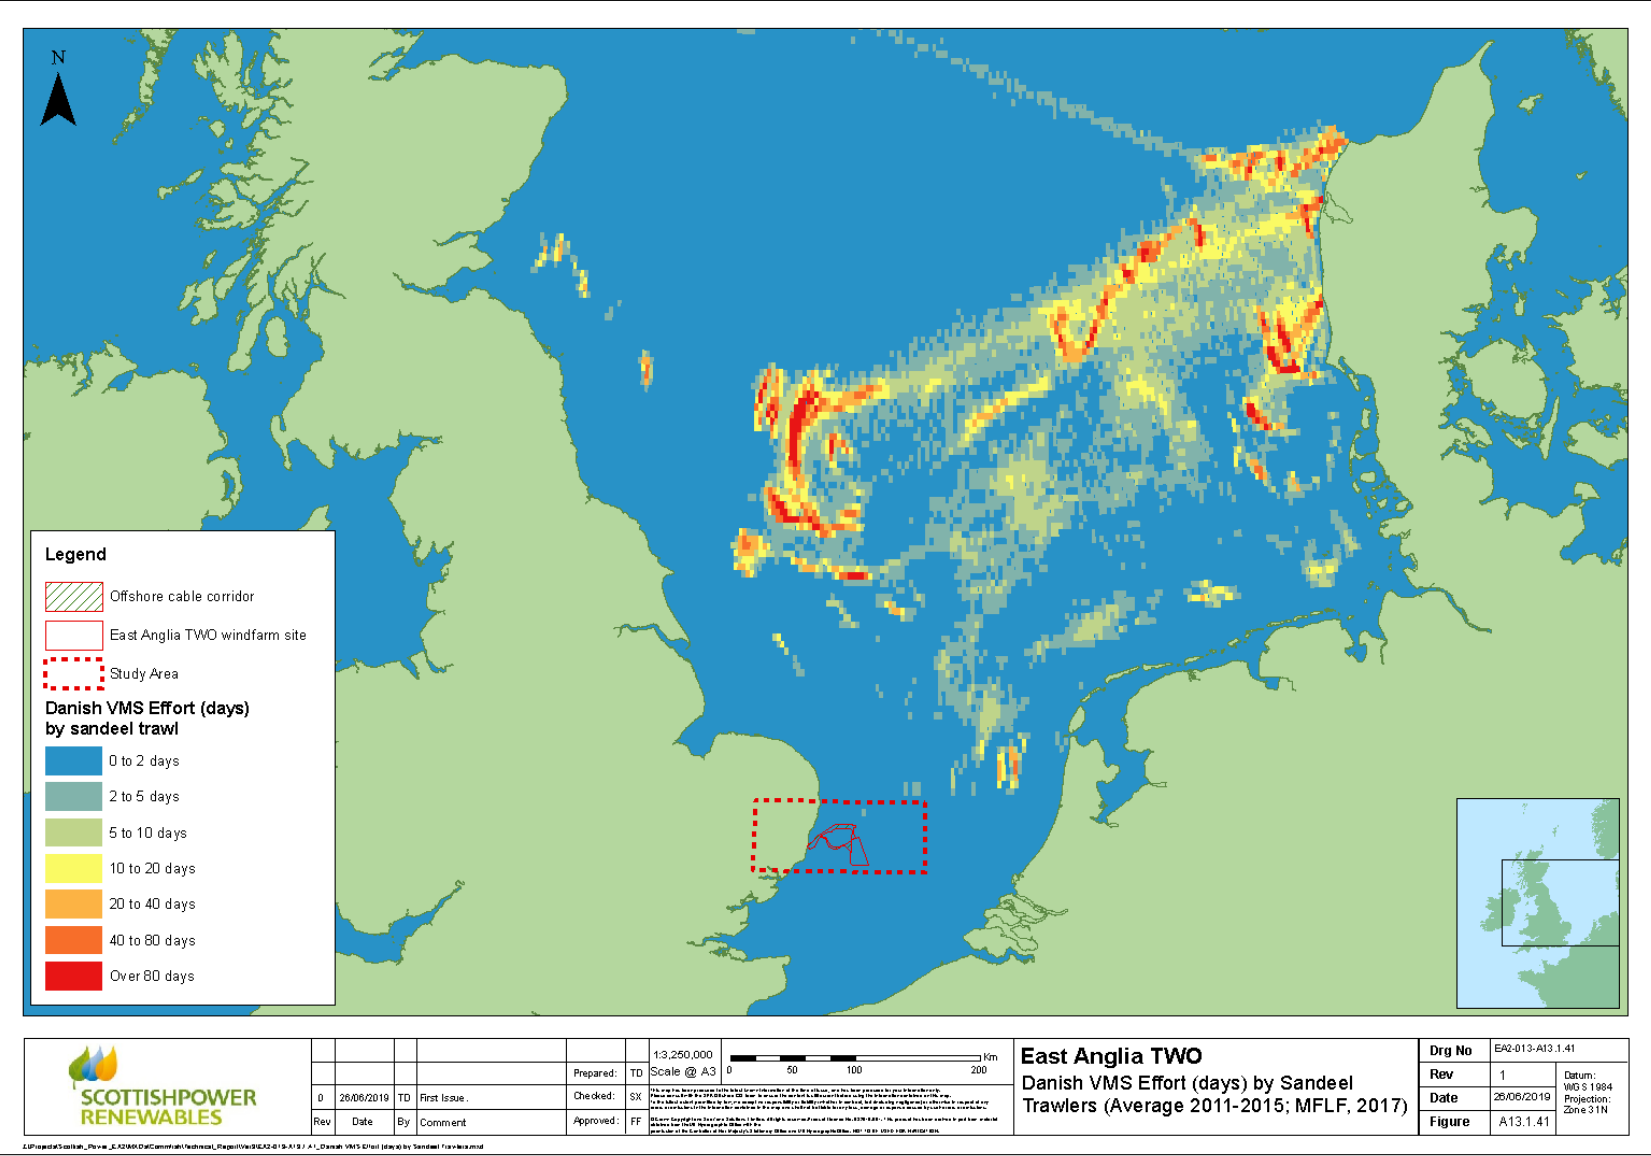 N
Legend
Offshore cable corridor
East Anglia TWO windfarm site
Study Area
Danish VMS Effort (days)
by sandeel trawl
0 to 2 days
2 to 5 days
5 to 10 days
10 to 20 days
20 to 40 days
40 to 80 days
Over 80 days
SCOTTISHPOWER
RENEWABLES
0 26/06/2019 TD First Issue.
Rev Date By Comment
Prepared: TD
Checked: SX
Approved: FF
1:3,250,000
Scale @ A3
0 50 100 200 Km
East Anglia TWO
Danish VMS Effort (days) by Sandeel
Trawlers (Average 2011-2015; MFLF, 2017)
Drg No EA2-013-A13.1.41
Rev 1
Date 26/06/2019
Figure A13.1.41
Datum:
WGS 1984
Projection:
Zone 31N